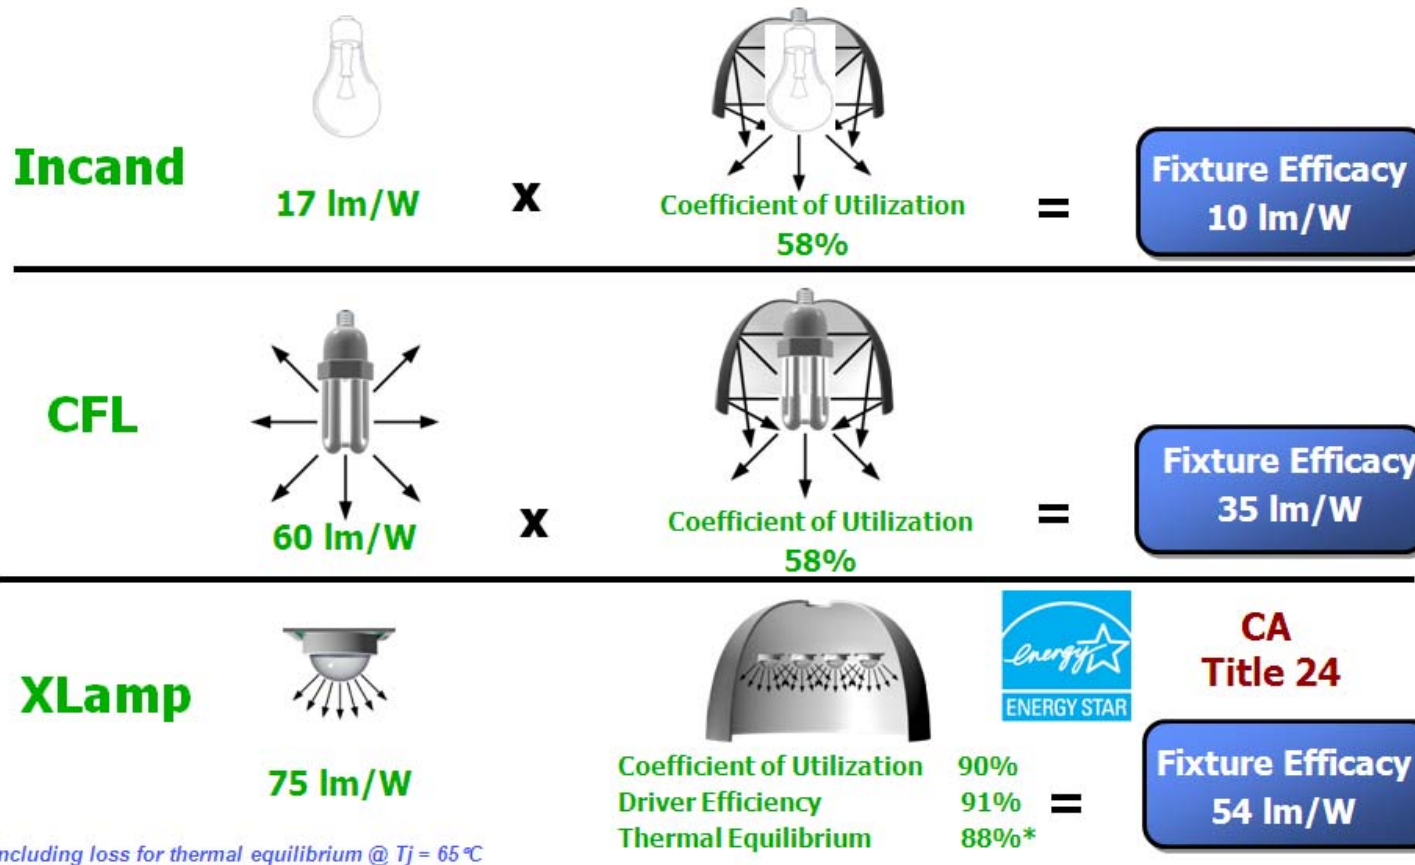 Incand
17 lm/W
x
Coefficient of Utilization
58%
=
Fixture Efficacy
10 lm/W
CFL
60 lm/W
x
Coefficient of Utilization
58%
=
Fixture Efficacy
35 lm/W
XLamp
75 lm/W
energy
ENERGY STAR
CA
Title 24
Coefficient of Utilization 90%
Driver Efficiency 91%
Thermal Equilibrium 88%*
=
Fixture Efficacy
54 lm/W
ncluding loss for thermal equilibrium @ Tj = 65°C